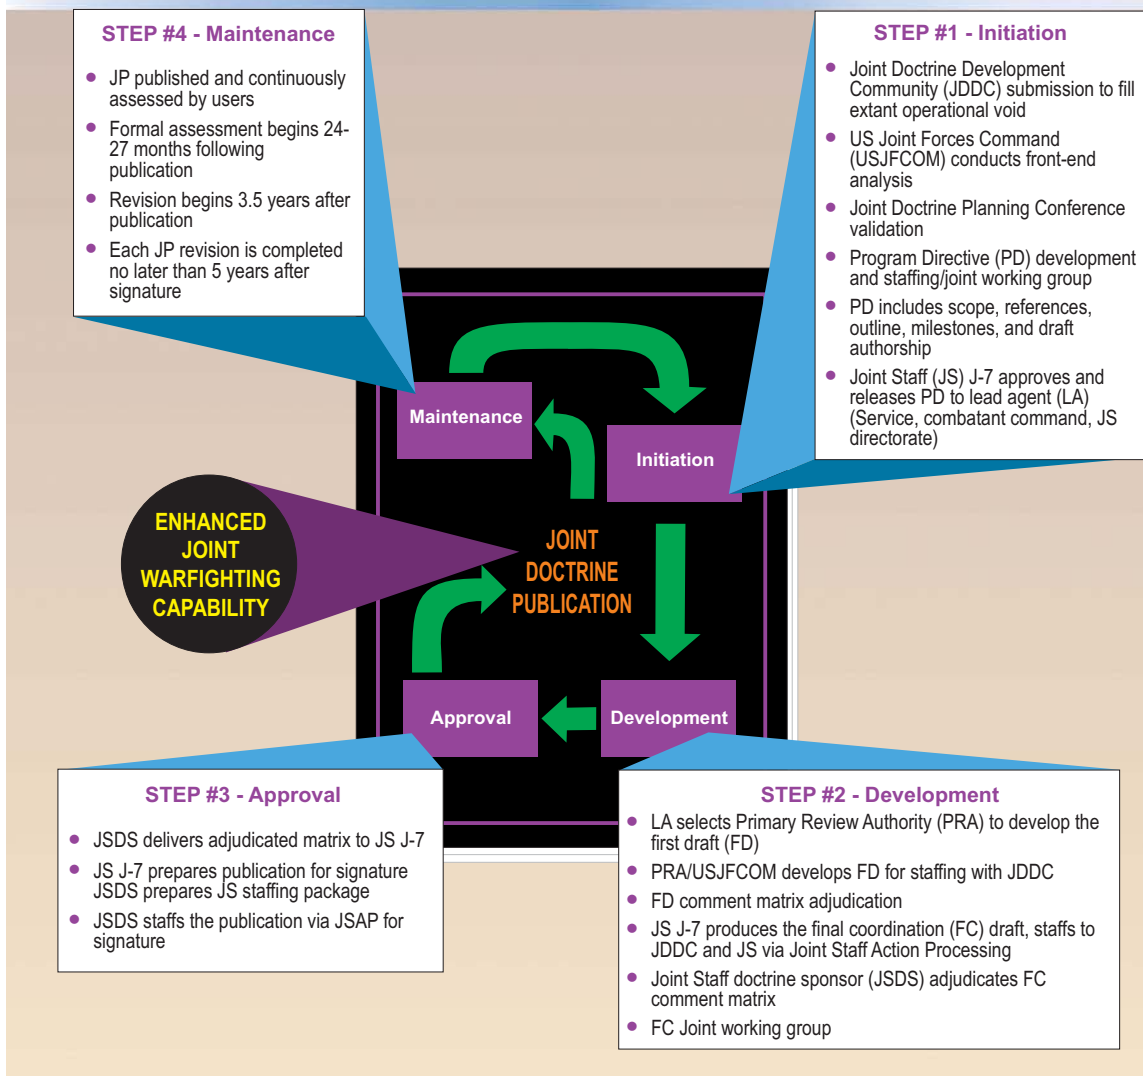 STEP #4 - Maintenance
• JP published and continuously
assessed by users
• Formal assessment begins 24-
27 months following
publication
• Revision begins 3.5 years after
publication
• Each JP revision is completed
no later than 5 years after
signature
STEP #1 - Initiation
• Joint Doctrine Development
Community (JDDC) submission to fill
extant operational void
• US Joint Forces Command
(USJFCOM) conducts front-end
analysis
• Joint Doctrine Planning Conference
validation
• Program Directive (PD) development
and staffing/joint working group
• PD includes scope, references,
outline, milestones, and draft
authorship
• Joint Staff (JS) J-7 approves and
releases PD to lead agent (LA)
(Service, combatant command, JS
directorate)
Maintenance
Initiation
ENHANCED
JOINT
WARFIGHTING
CAPABILITY
JOINT
DOCTRINE
PUBLICATION
Approval
Development
STEP #3 - Approval
• JSDS delivers adjudicated matrix to JS J-7
• JS J-7 prepares publication for signature
JSDS prepares JS staffing package
• JSDS staffs the publication via JSAP for
signature
STEP #2 - Development
• LA selects Primary Review Authority (PRA) to develop the
first draft (FD)
• PRA/USJFCOM develops FD for staffing with JDDC
• FD comment matrix adjudication
• JS J-7 produces the final coordination (FC) draft, staffs to
JDDC and JS via Joint Staff Action Processing
• Joint Staff doctrine sponsor (JSDS) adjudicates FC
comment matrix
• FC Joint working group